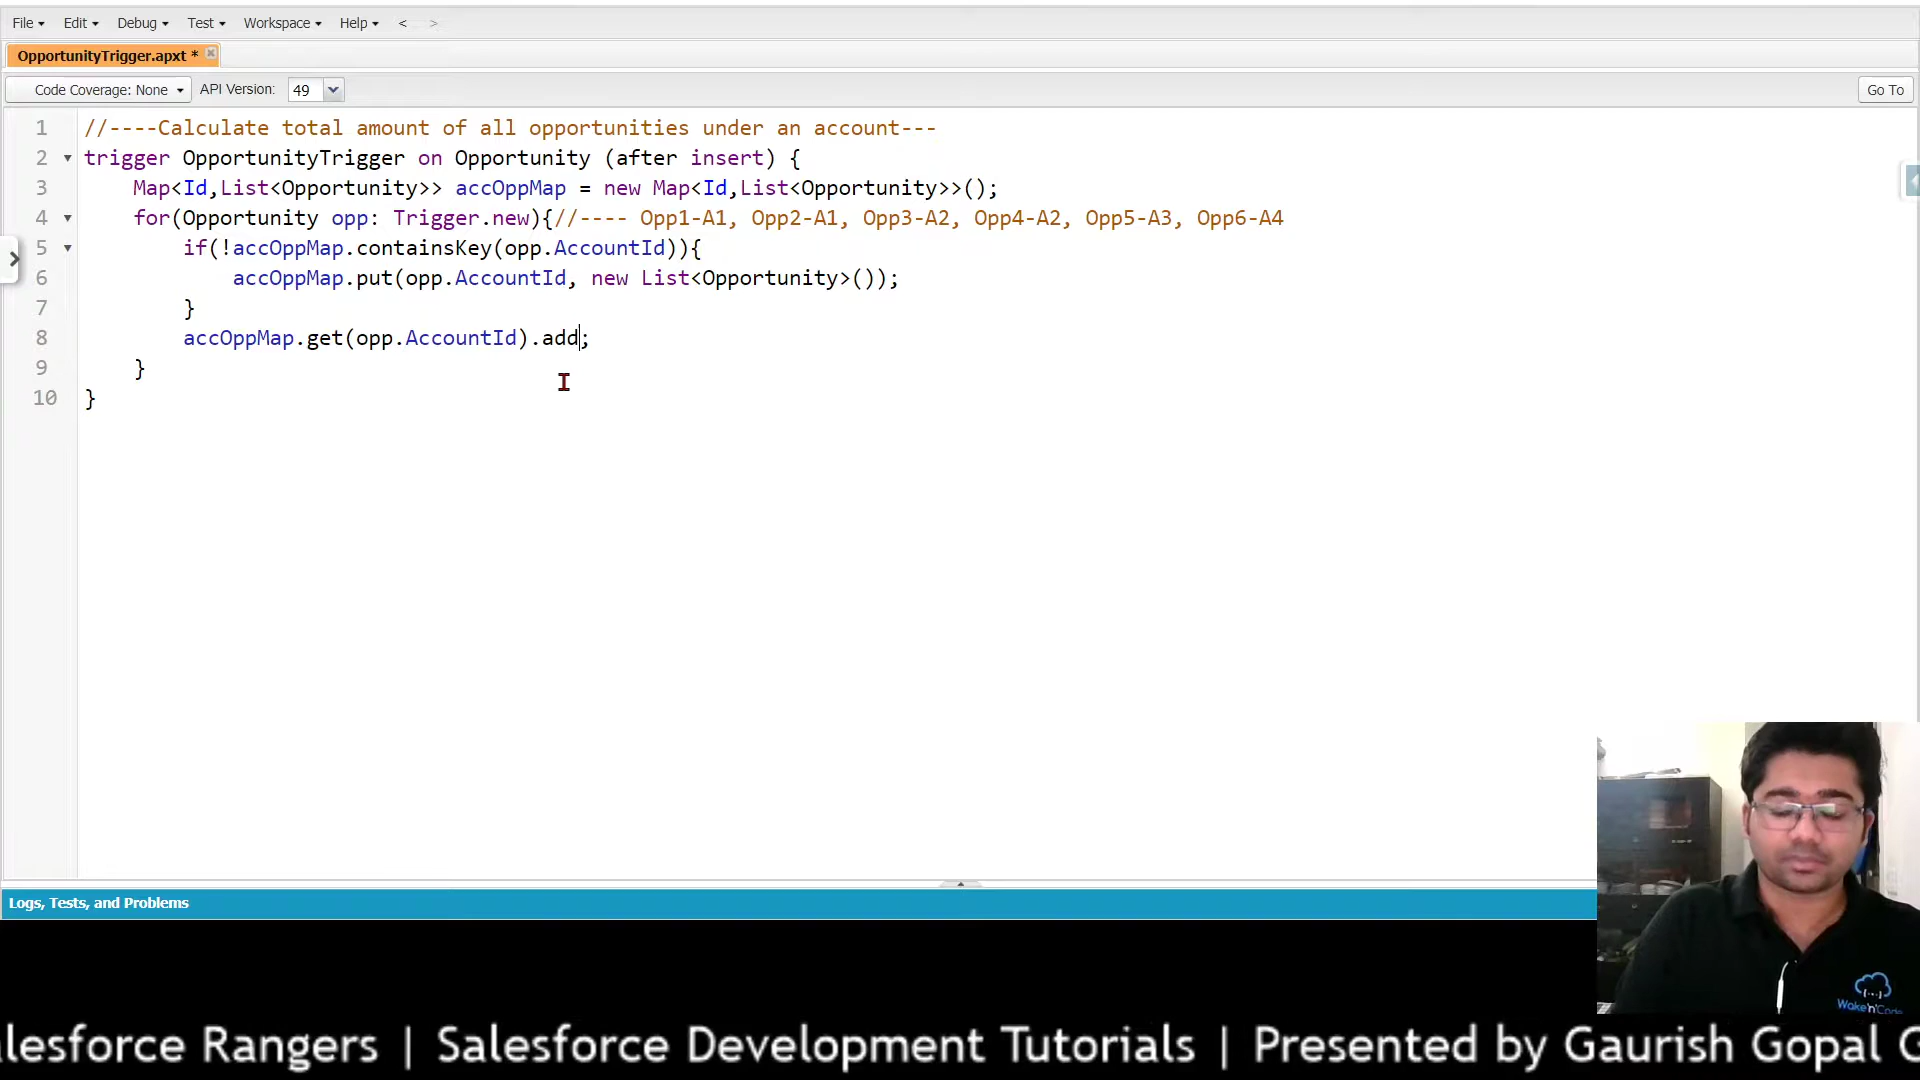 File Edit Debug Test Workspace Help < >
OpportunityTrigger.apxt *
Code Coverage: None API Version: 49 Go To
1 //----Calculate total amount of all opportunities under an account---
2 trigger OpportunityTrigger on Opportunity (after insert) {
3 Map<Id,List<Opportunity>> accOppMap = new Map<Id,List<Opportunity>>();
4 for(Opportunity opp: Trigger.new){//---- Opp1-A1, Opp2-A1, Opp3-A2, Opp4-A2, Opp5-A3, Opp6-A4
5 if(!accOppMap.containsKey(opp.AccountId)){
6 accOppMap.put(opp.AccountId, new List<Opportunity>());
7 }
8 accOppMap.get(opp.AccountId).add;
9 }
10 }
Logs, Tests, and Problems
Wake'n'Code
alesforce Rangers | Salesforce Development Tutorials | Presented by Gaurish Gopal G